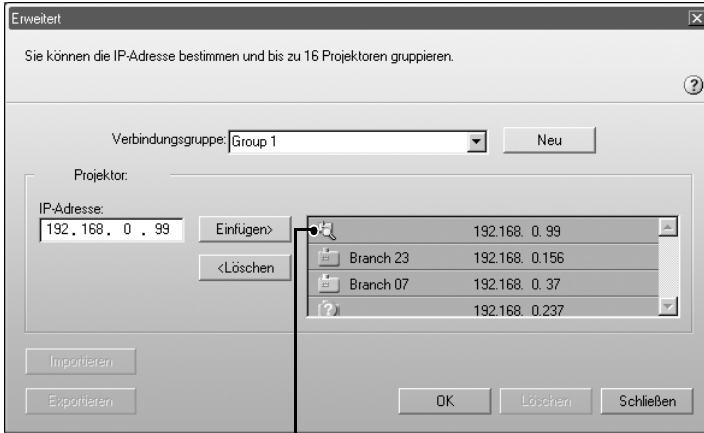 Erweitert
Sie können die IP-Adresse bestimmen und bis zu 16 Projektoren gruppieren.
Verbindungsgruppe: Group 1
Neu
Projektor:
IP-Adresse:
192. 168. 0 . 99
Einfügen>
<Löschen
192.168. 0. 99
Branch 23 192.168. 0.156
Branch 07 192.168. 0. 37
192.168. 0.237
Importieren
Exportieren
OK
Löschen
Schließen